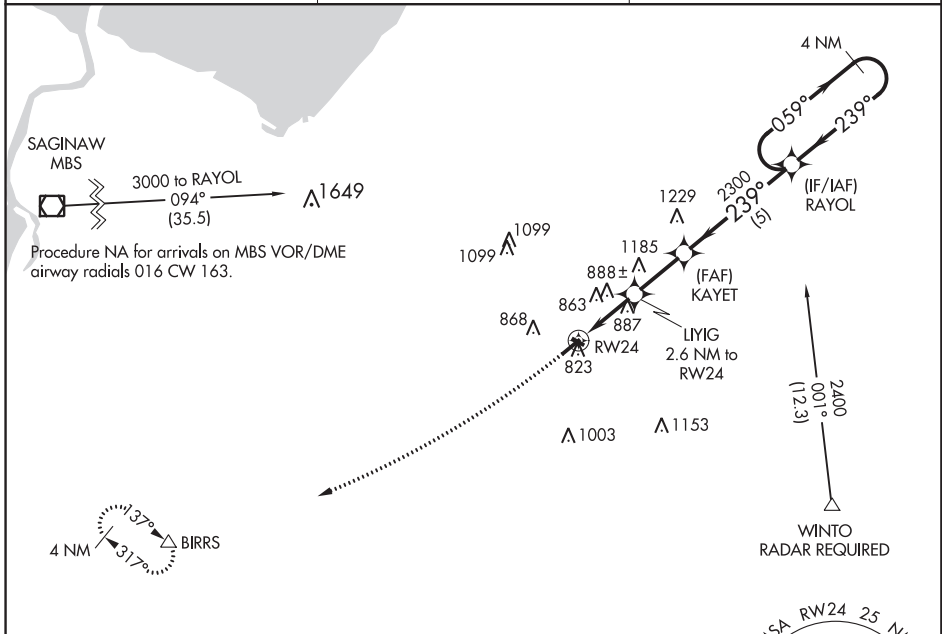 4 NM
059°
239°
SAGINAW
MBS
3000 to RAYOL
094°
(35.5)
1649
(IF/IAF)
RAYOL
2300
239°
(5)
1229
Procedure NA for arrivals on MBS VOR/DME
airway radials 016 CW 163.
1099
1099
1185
888±
(FAF)
KAYET
863
868
887
LIYIG
2.6 NM to
RW24
RW24
823
2400
001°
(12.3)
1003
1153
137°
4 NM
317°
BIRRS
WINTO
RADAR REQUIRED
RW24 25